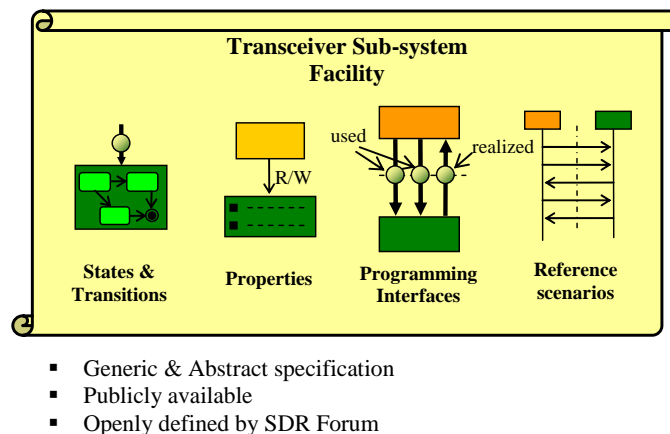 Transceiver Sub-system
Facility
used
realized
R/W
States &
Transitions
Properties
Programming
Interfaces
Reference
scenarios
▪ Generic & Abstract specification
▪ Publicly available
▪ Openly defined by SDR Forum